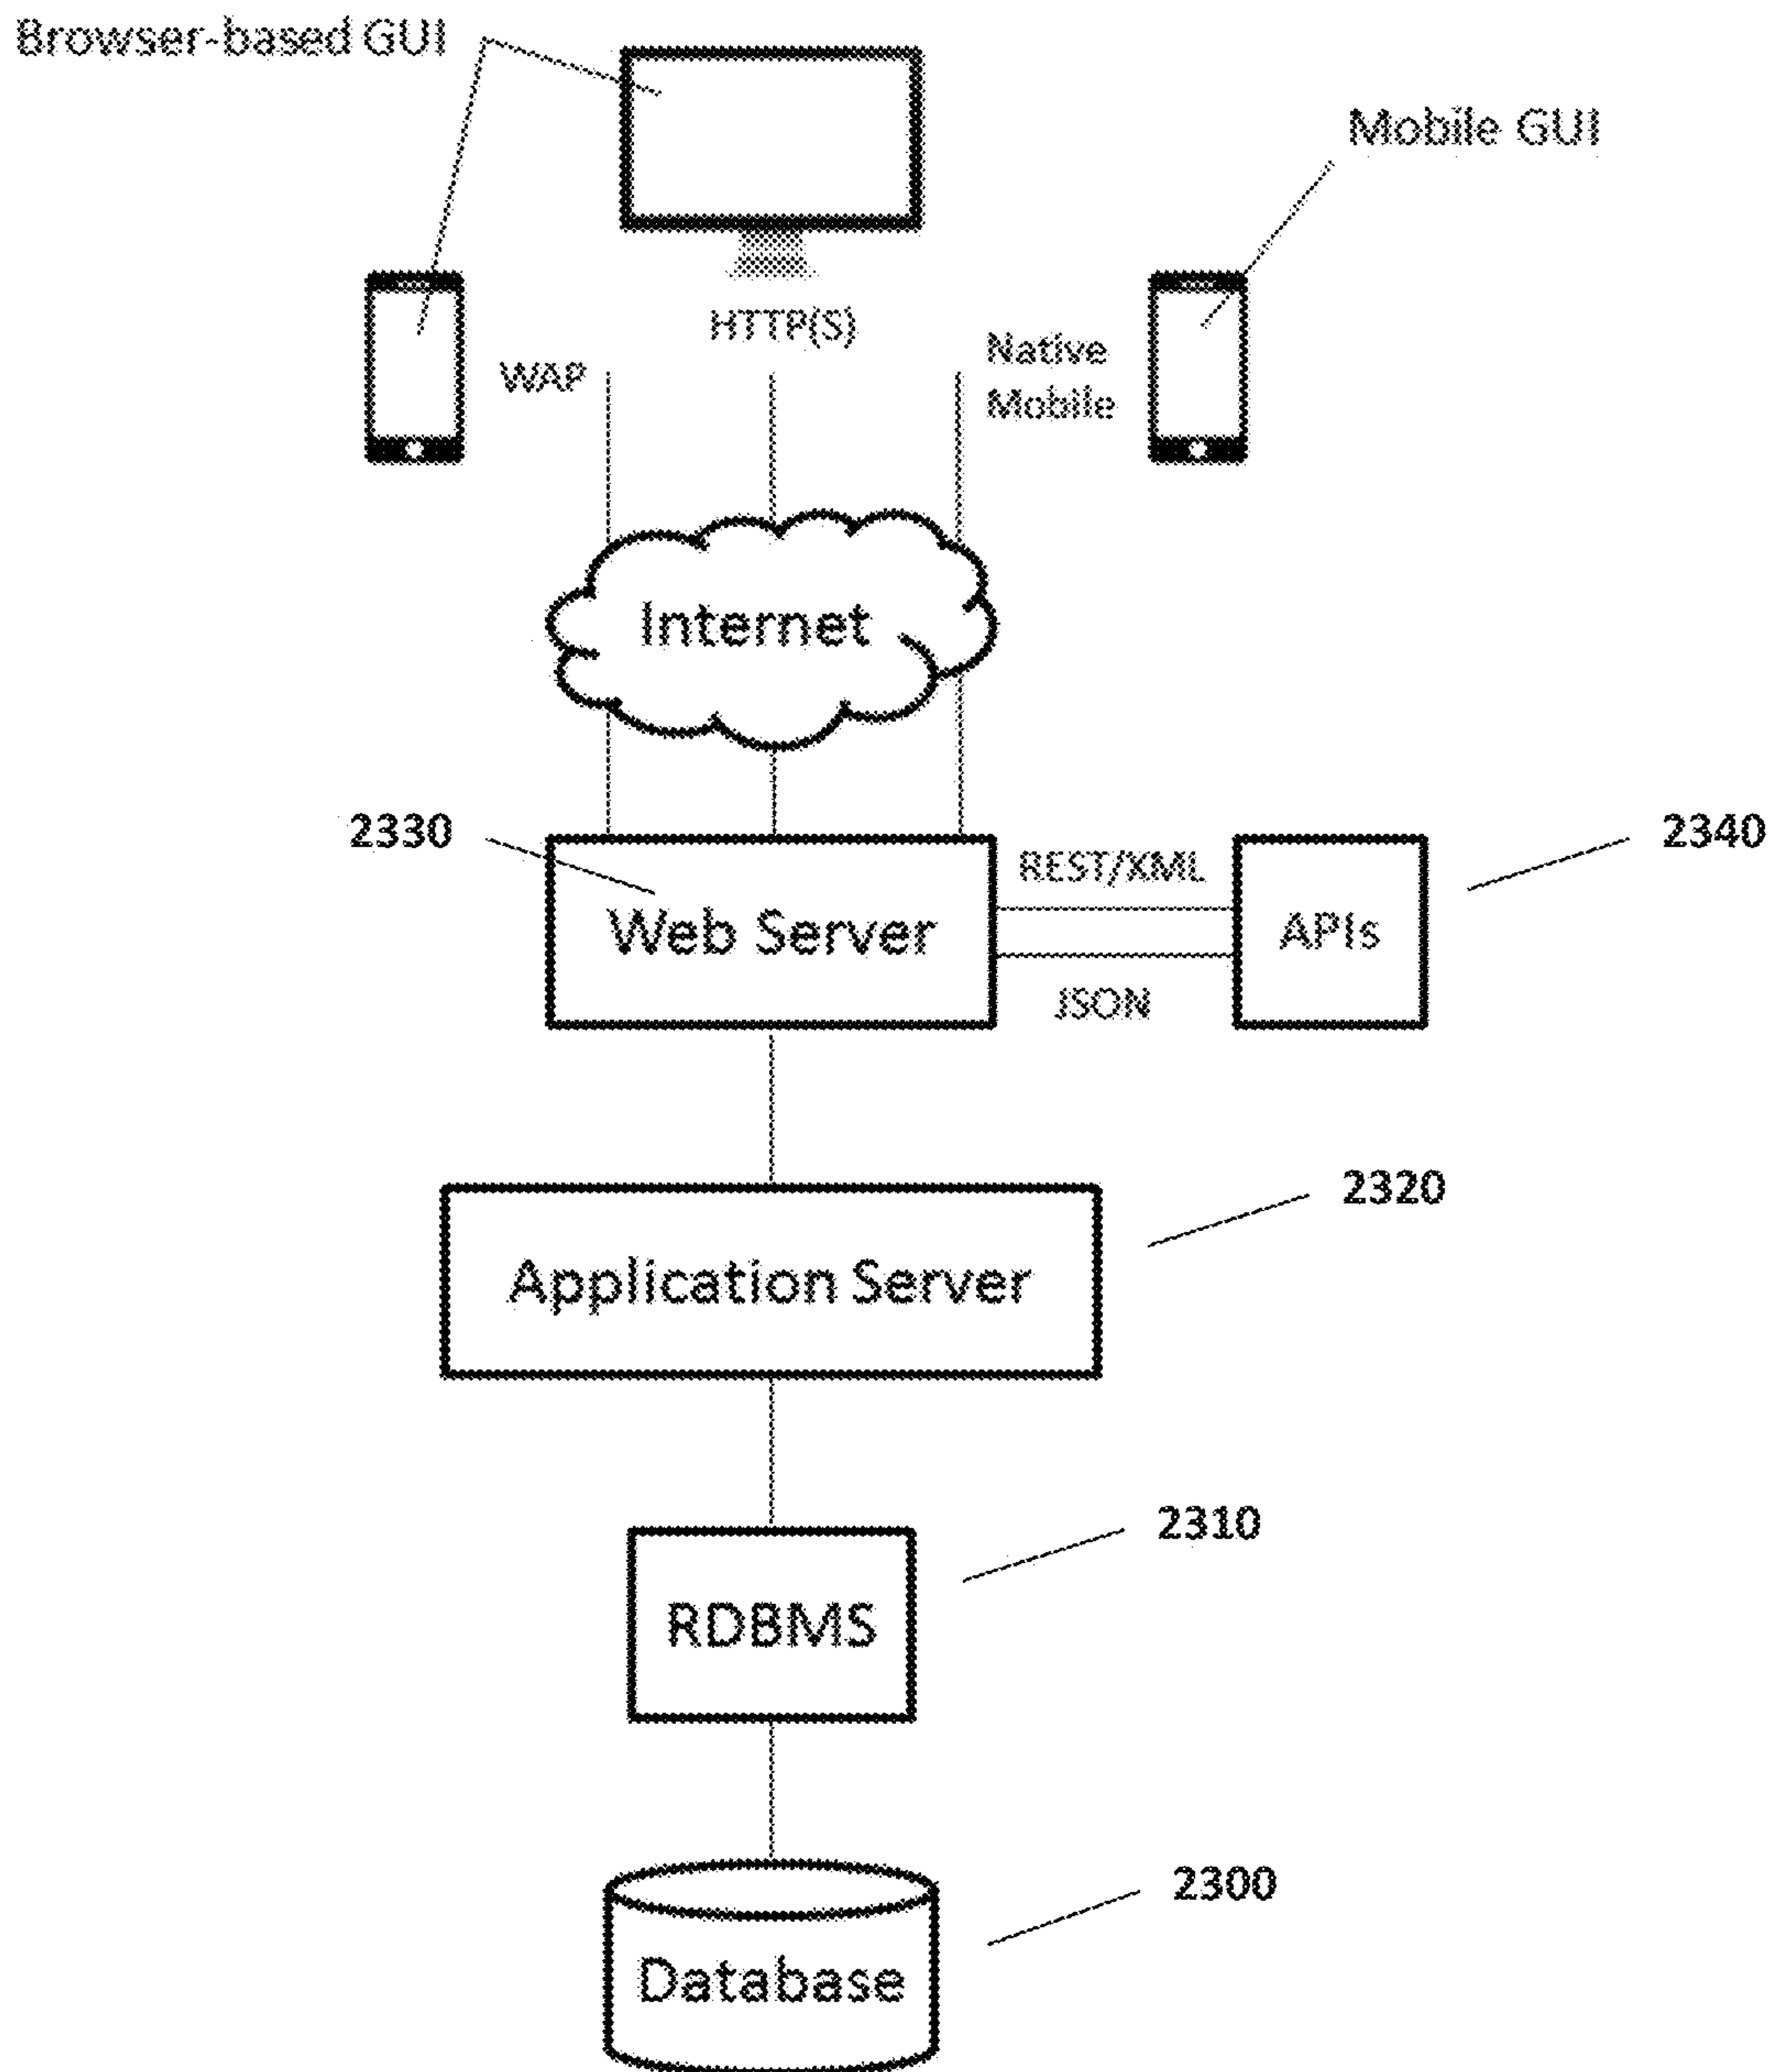 Browser-based GUI
Mobile GUI
HTTP(S)
WAP
Native
Mobile
Internet
2330
2340
REST/XML
Web Server
APIs
JSON
2320
Application Server
2310
RDBMS
2300
Database